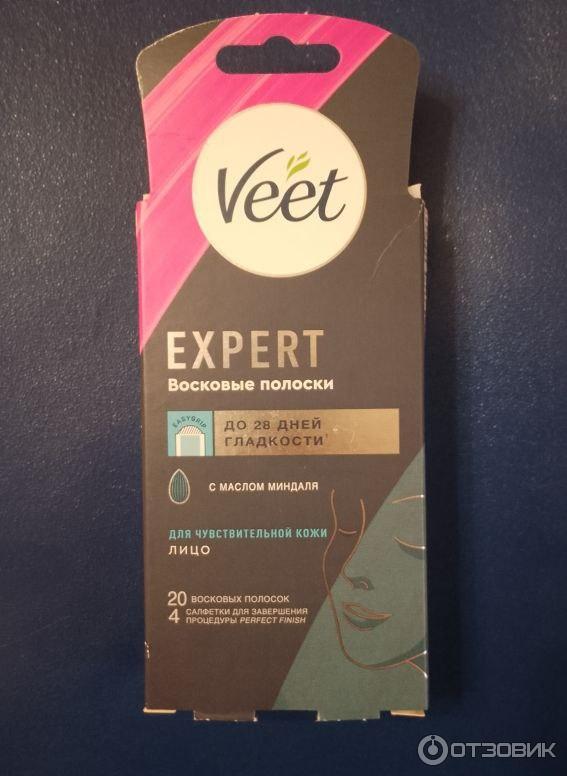 Veet
EXPERT
Восковые полоски
EASYGRIP
ДО 28 ДНЕЙ
ГЛАДКОСТИ¹
С МАСЛОМ МИНДАЛЯ
ДЛЯ ЧУВСТВИТЕЛЬНОЙ КОЖИ
ЛИЦО
20 ВОСКОВЫХ ПОЛОСОК
4 САЛФЕТКИ ДЛЯ ЗАВЕРШЕНИЯ
ПРОЦЕДУРЫ PERFECT FINISH
ОТЗОВИК